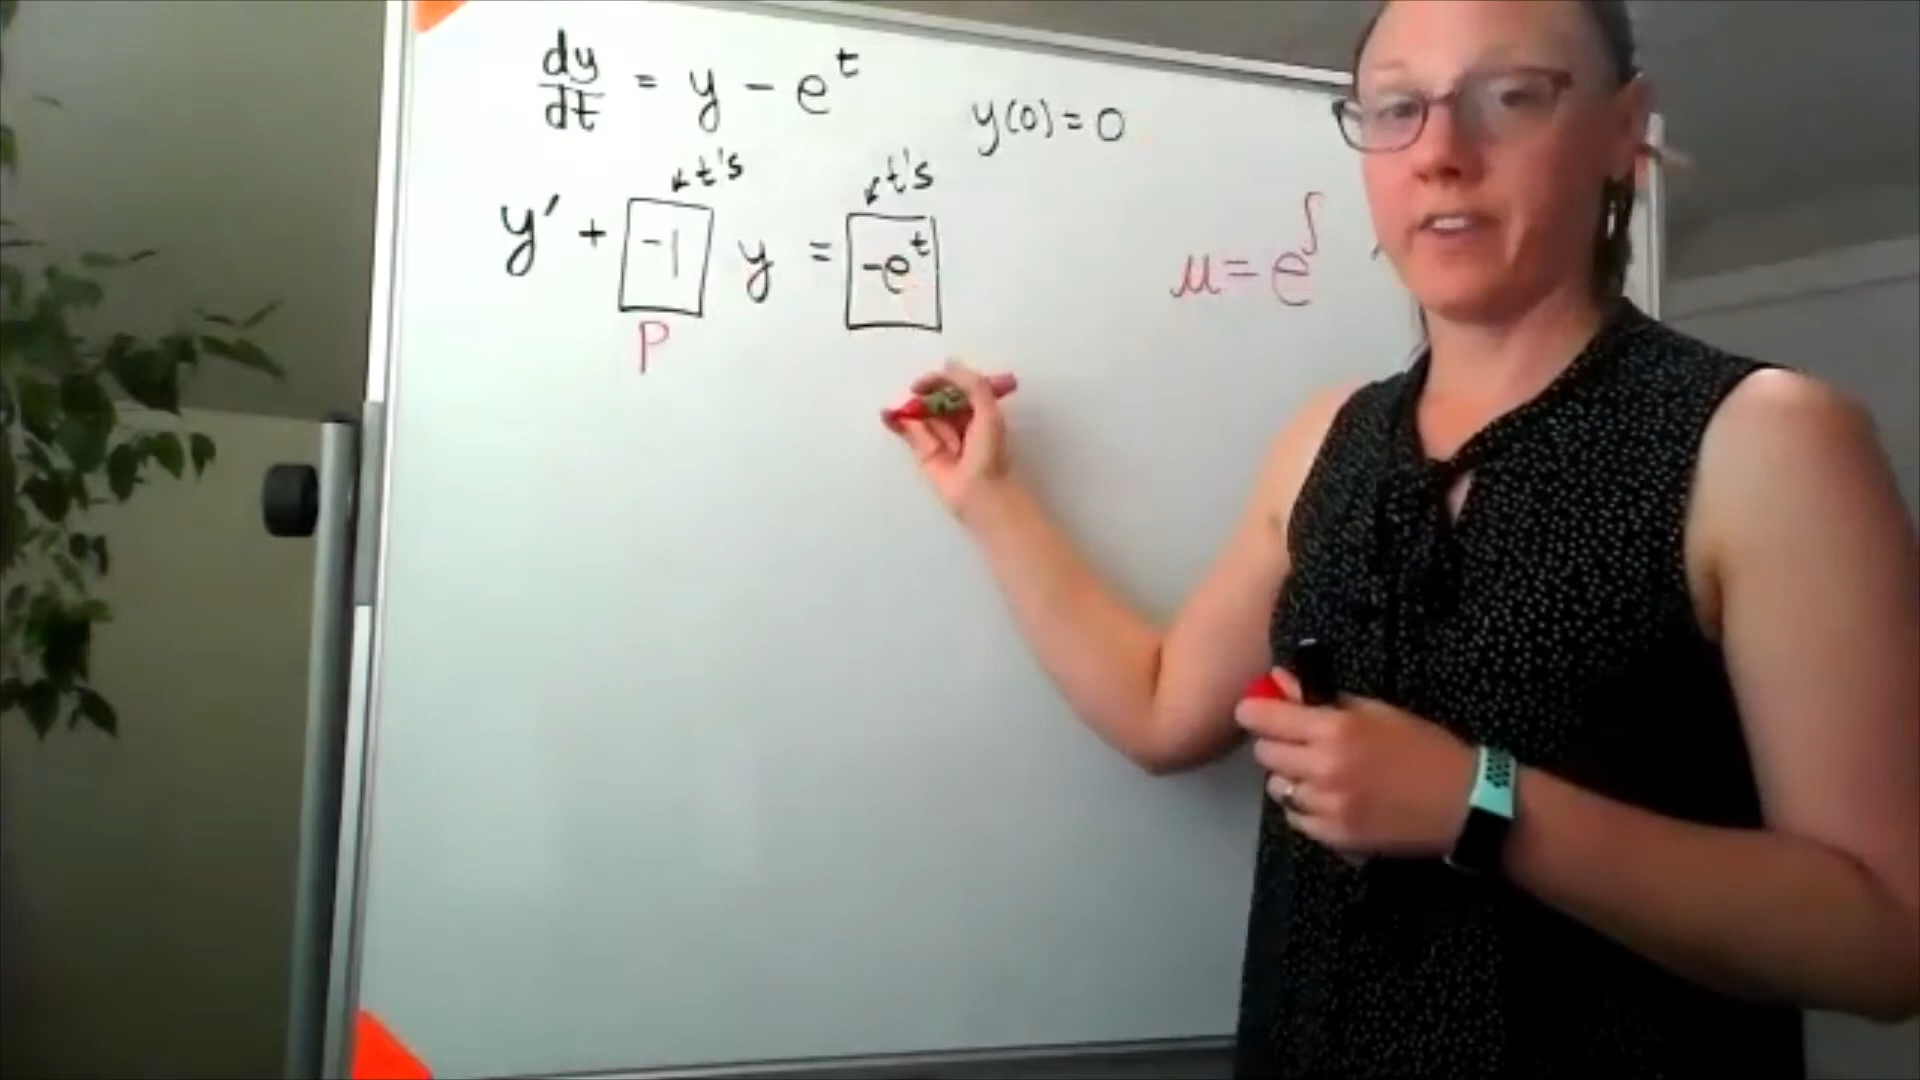 dy/dt = y - e^t
y(0) = 0
t's
t's
y' + -1 y = -e^t
μ = e^∫
P